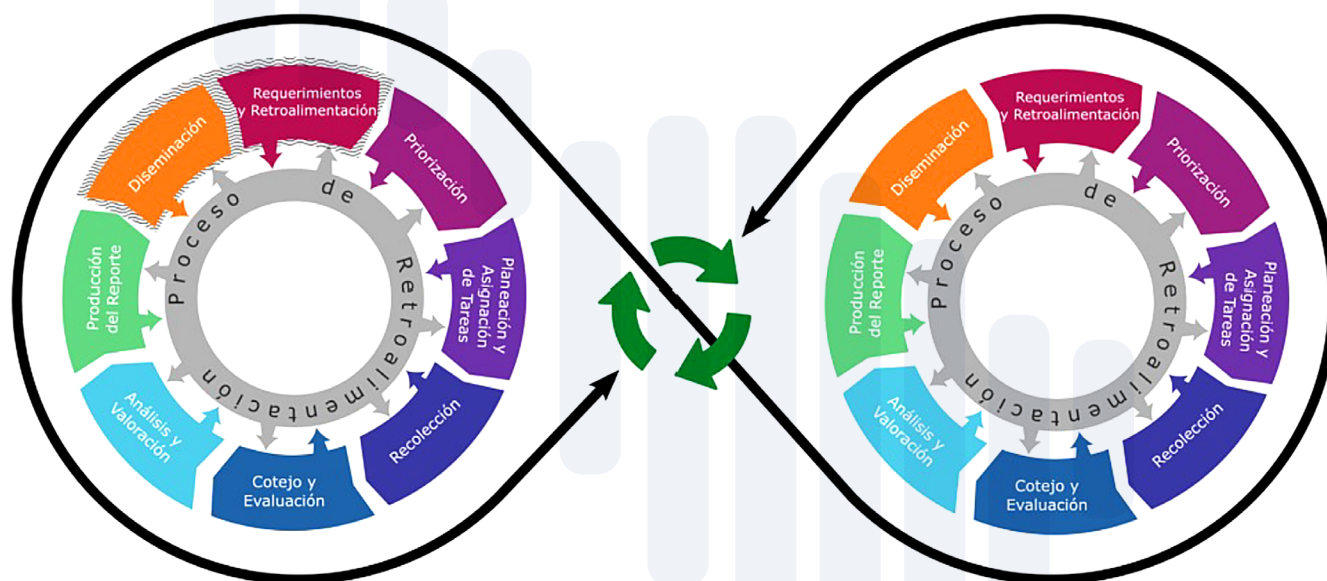 Requerimientos
y Retroalimentación
Priorización
Planeación y
Asignación
de Tareas
Recolección
Cotejo y
Evaluación
Análisis y
Valoración
Producción
del Reporte
Diseminación
Proceso de Retroalimentación
Requerimientos
y Retroalimentación
Priorización
Planeación y
Asignación
de Tareas
Recolección
Cotejo y
Evaluación
Análisis y
Valoración
Producción
del Reporte
Diseminación
Proceso de Retroalimentación